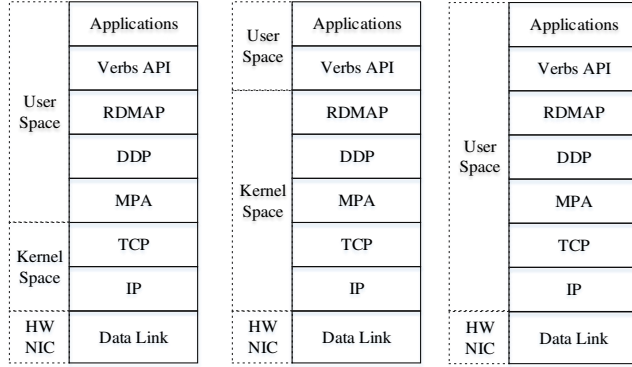 Applications
Verbs API
User
Space
RDMAP
DDP
MPA
TCP
Kernel
Space
IP
HW
NIC
Data Link
User
Space
Applications
Verbs API
RDMAP
DDP
Kernel
Space
MPA
TCP
IP
HW
NIC
Data Link
Applications
Verbs API
RDMAP
User
Space
DDP
MPA
TCP
IP
HW
NIC
Data Link